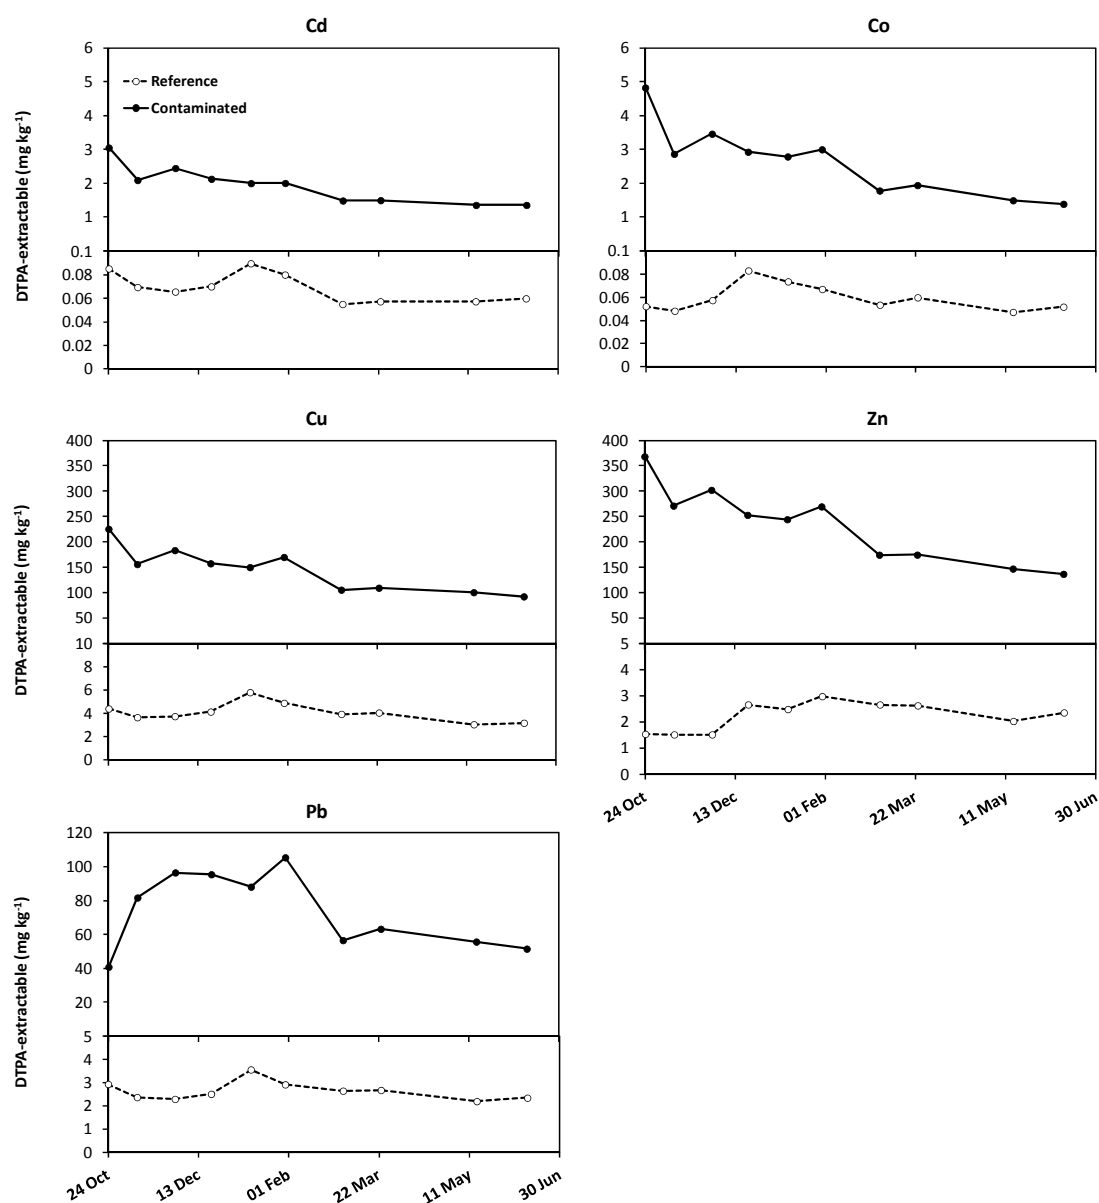 Cd
DTPA-extractable (mg kg-1)
6
5
4
3
2
1
0.1
0.08
0.06
0.04
0.02
0
Reference
Contaminated
Co
6
5
4
3
2
1
0.1
0.08
0.06
0.04
0.02
0
Cu
DTPA-extractable (mg kg-1)
400
350
300
250
200
150
100
50
10
8
6
4
2
0
Zn
400
350
300
250
200
150
100
50
5
4
3
2
1
0
24 Oct
13 Dec
01 Feb
22 Mar
11 May
30 Jun
Pb
DTPA-extractable (mg kg-1)
120
100
80
60
40
20
5
4
3
2
1
0
24 Oct
13 Dec
01 Feb
22 Mar
11 May
30 Jun